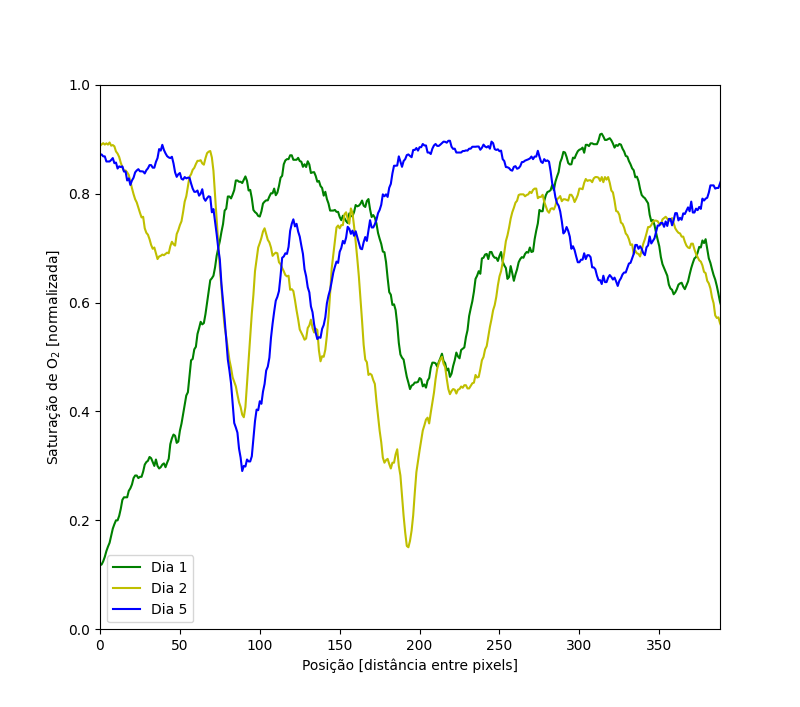 1.0
0.8
0.6
0.4
0.2
0.0
Saturação de O₂ [normalizada]
Dia 1
Dia 2
Dia 5
0 50 100 150 200 250 300 350
Posição [distância entre pixels]